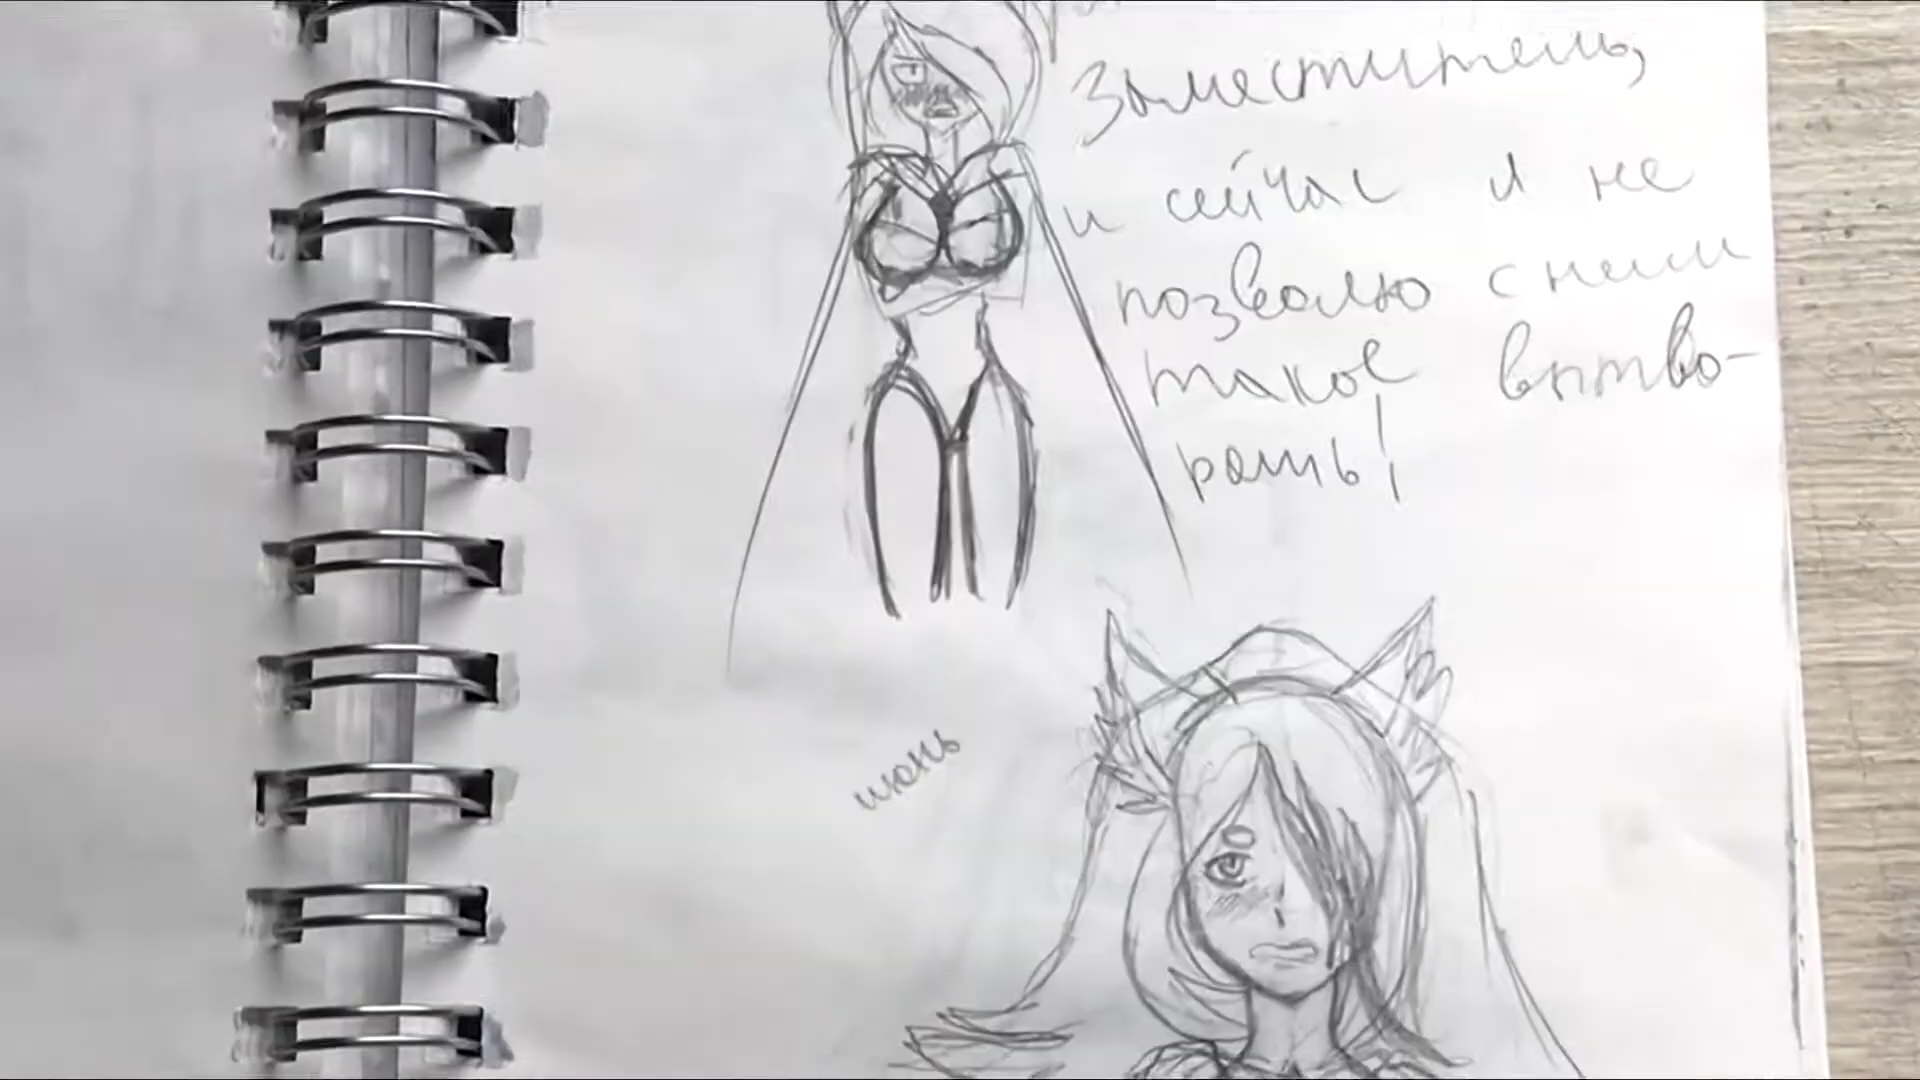 Заместитель,
и сейчас я не
позволю с ним
такое вытво-
рять!
июнь